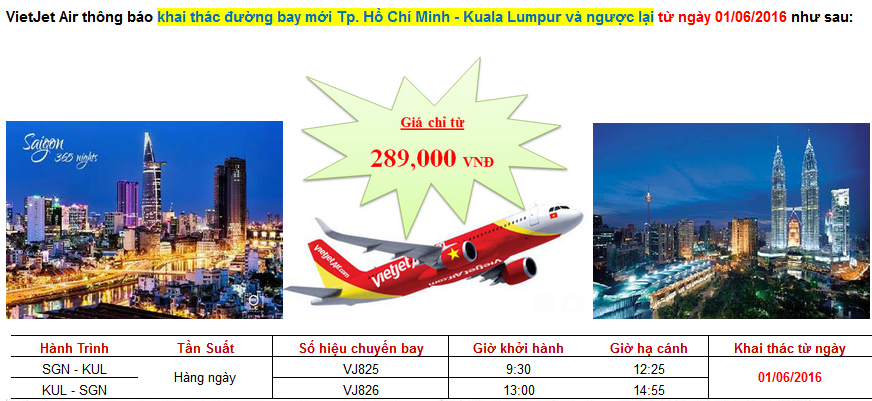 VietJet Air thông báo khai thác đường bay mới Tp. Hồ Chí Minh - Kuala Lumpur và ngược lại từ ngày 01/06/2016 như sau:
Giá chỉ từ
289,000 VNĐ
Saigon
365 nights
vietjetAir.com
VietjetAir.com
Hành Trình Tần Suất Số hiệu chuyến bay Giờ khởi hành Giờ hạ cánh Khai thác từ ngày
SGN - KUL Hàng ngày VJ825 9:30 12:25 01/06/2016
KUL - SGN VJ826 13:00 14:55